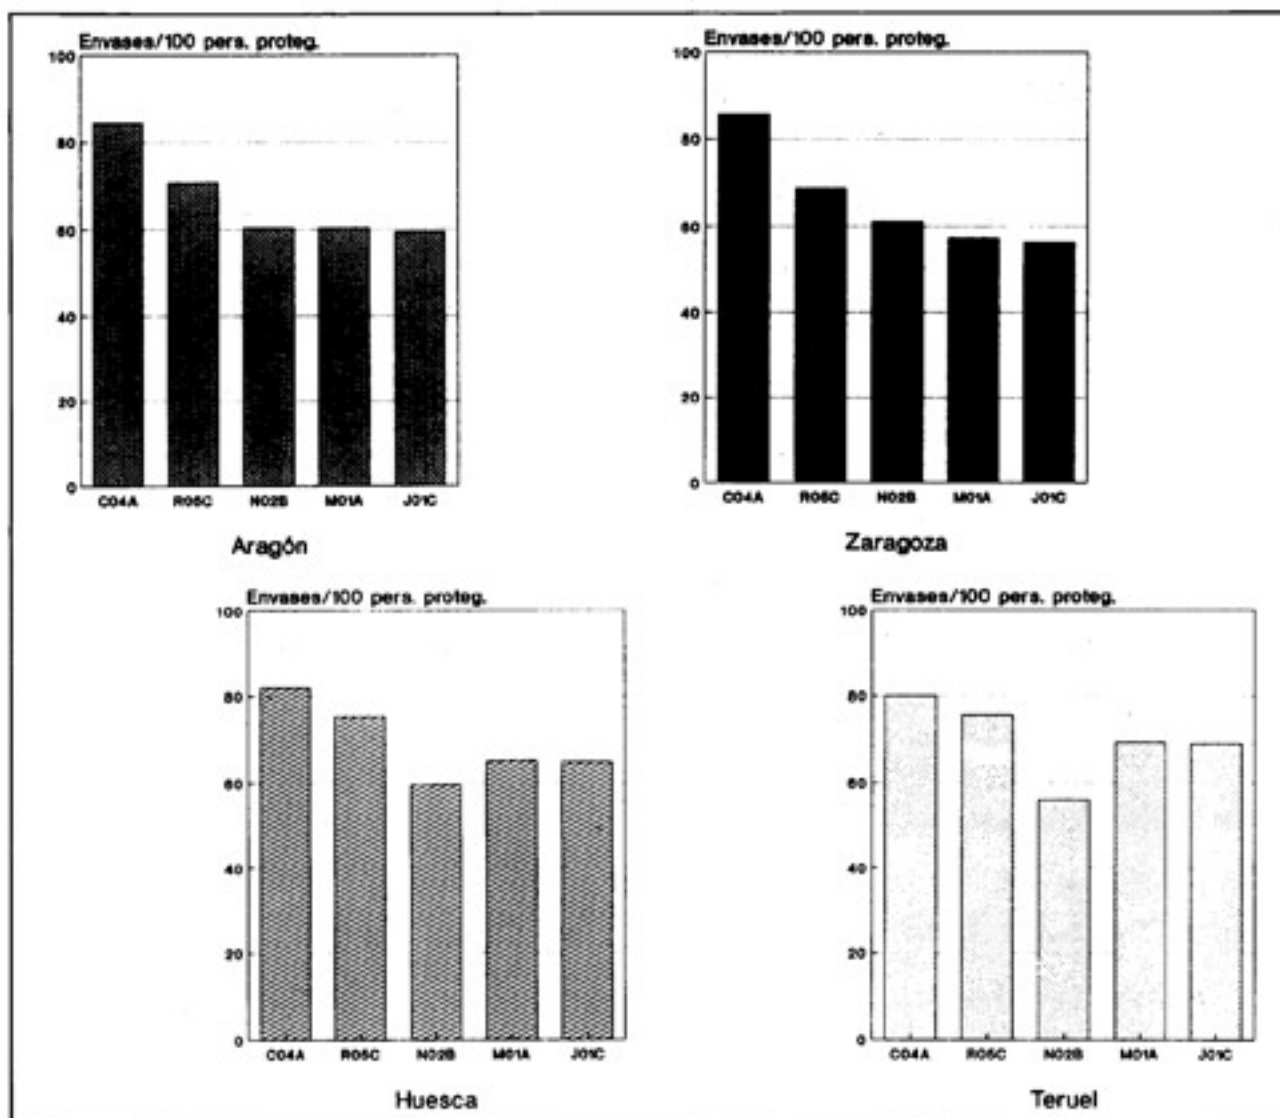 Envases/100 pers. proteg.
100
80
60
40
20
0
C04A R05C N02B M01A J01C
Aragón
Envases/100 pers. proteg.
100
80
60
40
20
0
C04A R05C N02B M01A J01C
Zaragoza
Envases/100 pers. proteg.
100
80
60
40
20
0
C04A R05C N02B M01A J01C
Huesca
Envases/100 pers. proteg.
100
80
60
40
20
0
C04A R05C N02B M01A J01C
Teruel